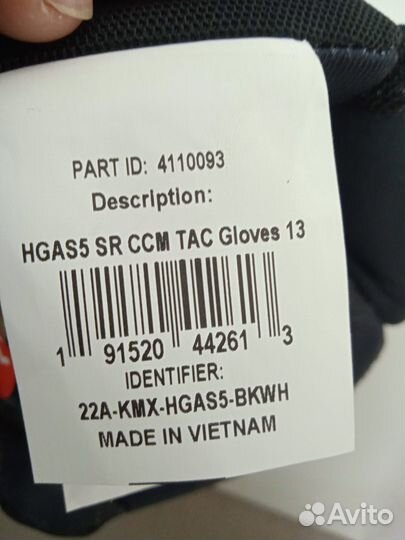 PART ID: 4110093
Description:
HGAS5 SR CCM TAC Gloves 13
1 91520 44261 3
IDENTIFIER:
22A-KMX-HGAS5-BKWH
MADE IN VIETNAM
Avito